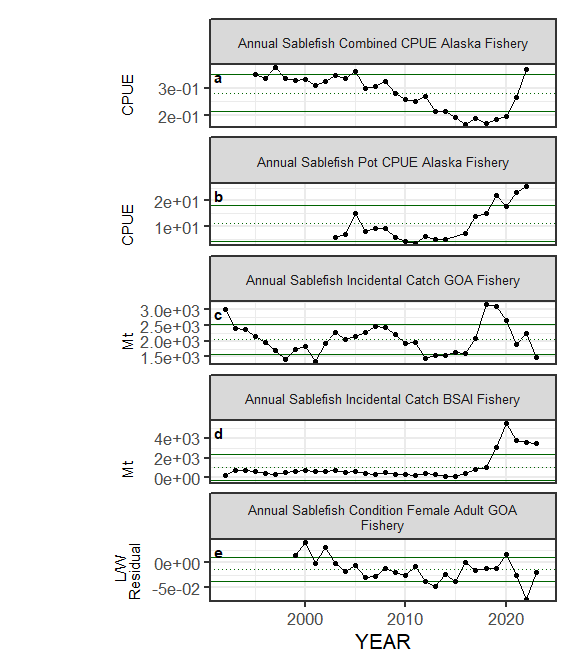 Annual Sablefish Combined CPUE Alaska Fishery
CPUE
3e-01
2e-01
a
Annual Sablefish Pot CPUE Alaska Fishery
CPUE
2e+01
1e+01
b
Annual Sablefish Incidental Catch GOA Fishery
Mt
3.0e+03
2.5e+03
2.0e+03
1.5e+03
c
Annual Sablefish Incidental Catch BSAI Fishery
Mt
4e+03
2e+03
0e+00
d
Annual Sablefish Condition Female Adult GOA
Fishery
L/W
Residual
0e+00
-5e-02
e
2000
2010
2020
YEAR